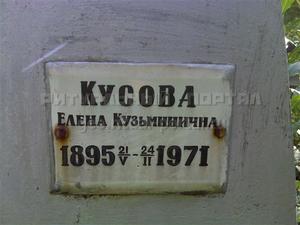 КУСОВА
ЕЛЕНА КУЗЬМИНИЧНА
1895 21/V - 24/II 1971